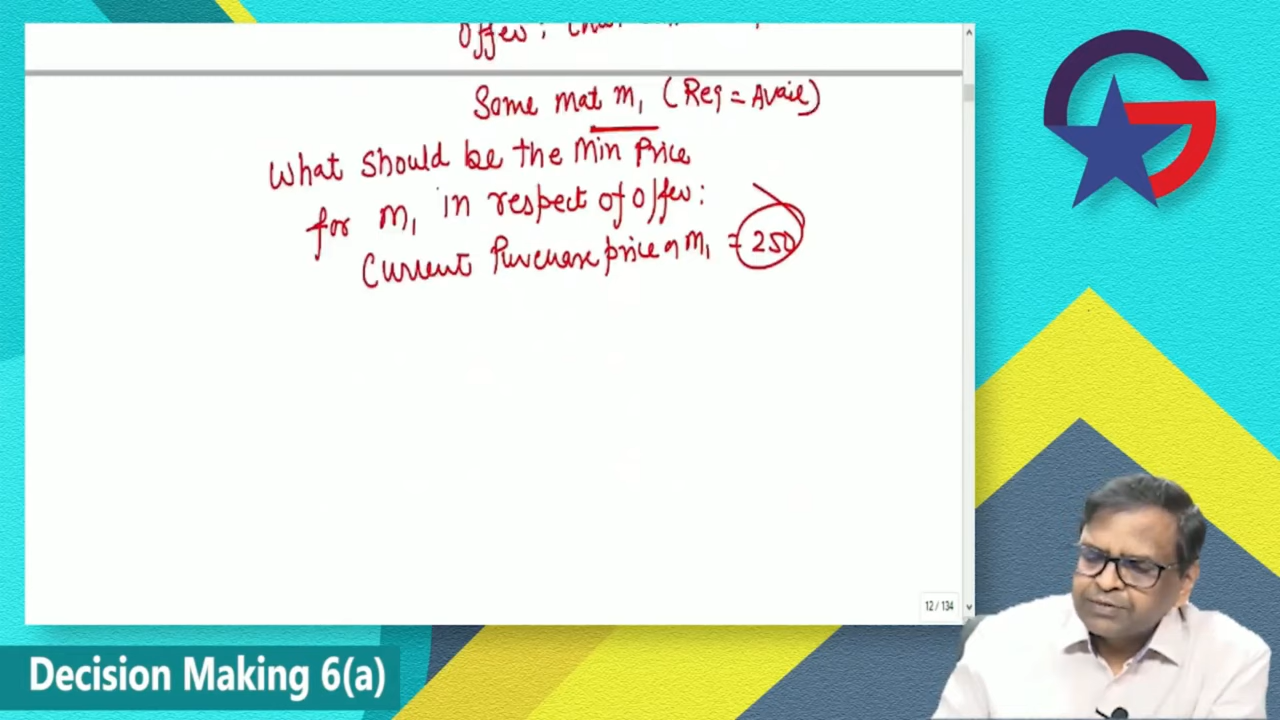 Offer:
Some mat M1 (Req = Avail)
What should be the Min Price
for M1 in respect of offer:
Current Purchase price of M1 = 250
12 / 134
Decision Making 6(a)